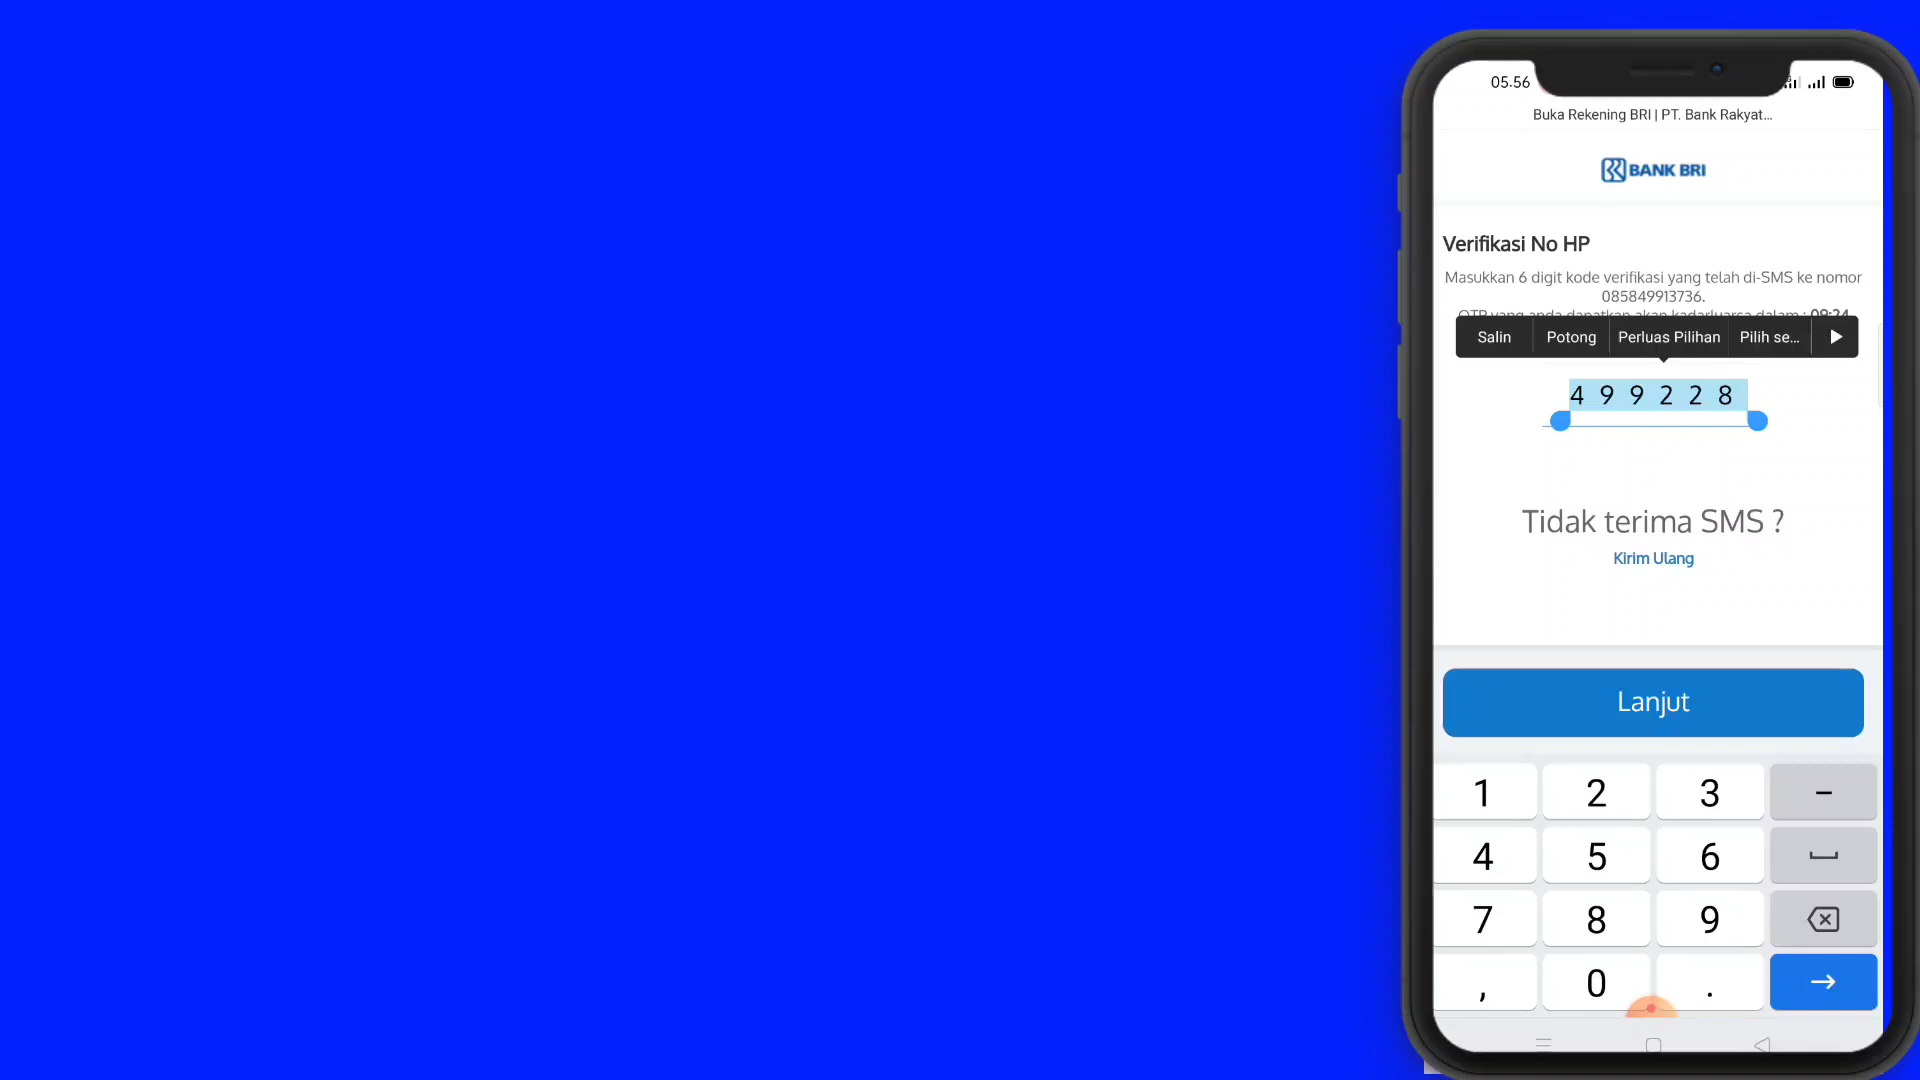 05.56
Buka Rekening BRI | PT. Bank Rakyat...
BANK BRI
Verifikasi No HP
Masukkan 6 digit kode verifikasi yang telah di-SMS ke nomor
085849913736.
OTP yang anda dapatkan akan kadarluarsa dalam : 09:24
Salin Potong Perluas Pilihan Pilih se...
4 9 9 2 2 8
Tidak terima SMS ?
Kirim Ulang
Lanjut
1 2 3 –
4 5 6
7 8 9
, 0 .